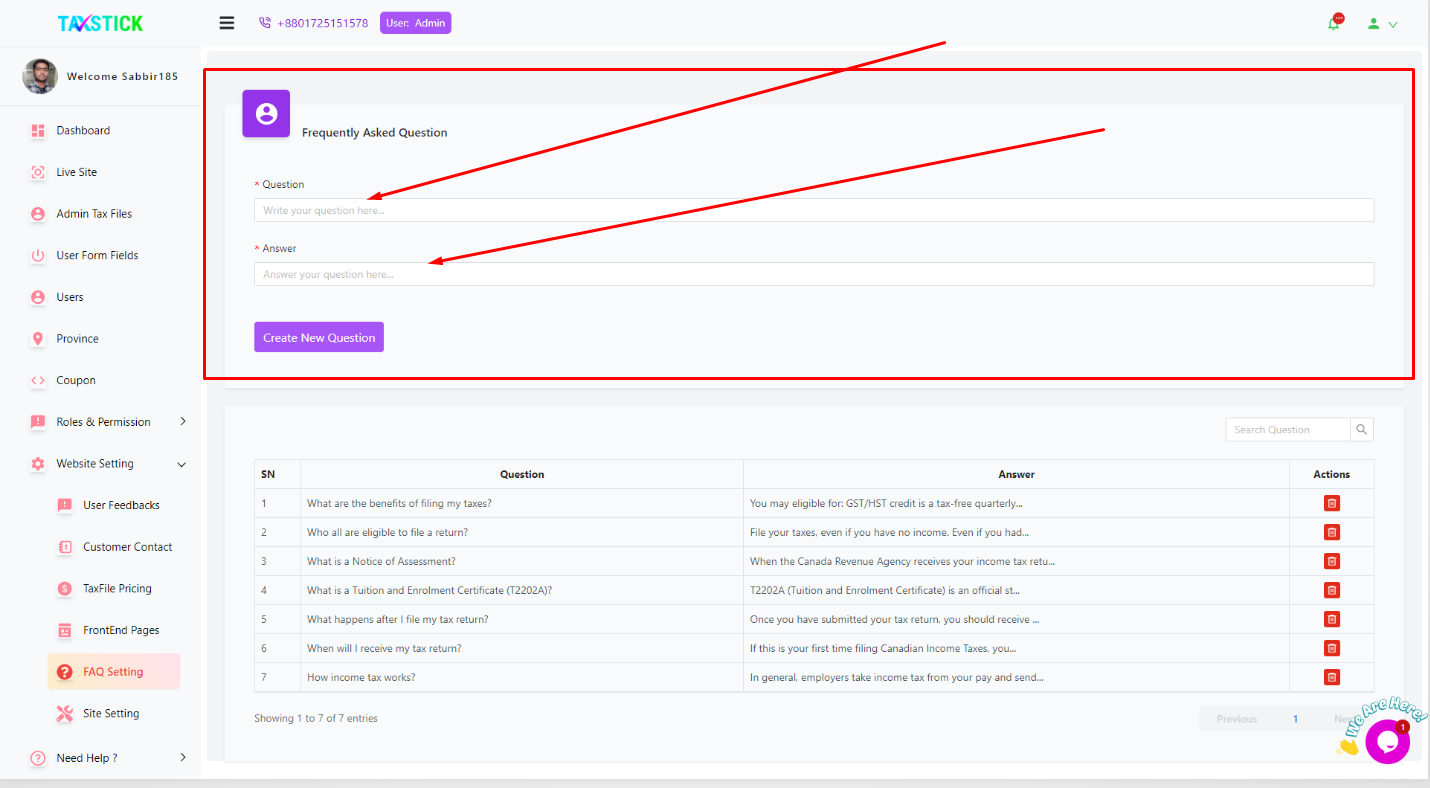 TAXSTICK
+8801725151578
User: Admin
Welcome Sabbir185
Dashboard
Live Site
Admin Tax Files
User Form Fields
Users
Province
Coupon
Roles & Permission
Website Setting
User Feedbacks
Customer Contact
TaxFile Pricing
FrontEnd Pages
FAQ Setting
Site Setting
Need Help ?
Frequently Asked Question
* Question
Write your question here...
* Answer
Answer your question here...
Create New Question
Search Question
SN Question Answer Actions
1 What are the benefits of filing my taxes? You may eligible for: GST/HST credit is a tax-free quarterly...
2 Who all are eligible to file a return? File your taxes, even if you have no income. Even if you had...
3 What is a Notice of Assessment? When the Canada Revenue Agency receives your income tax retu...
4 What is a Tuition and Enrolment Certificate (T2202A)? T2202A (Tuition and Enrolment Certificate) is an official st...
5 What happens after I file my tax return? Once you have submitted your tax return, you should receive ...
6 When will I receive my tax return? If this is your first time filing Canadian Income Taxes, you...
7 How income tax works? In general, employers take income tax from your pay and send...
Showing 1 to 7 of 7 entries
Previous 1
We Are Here!
1